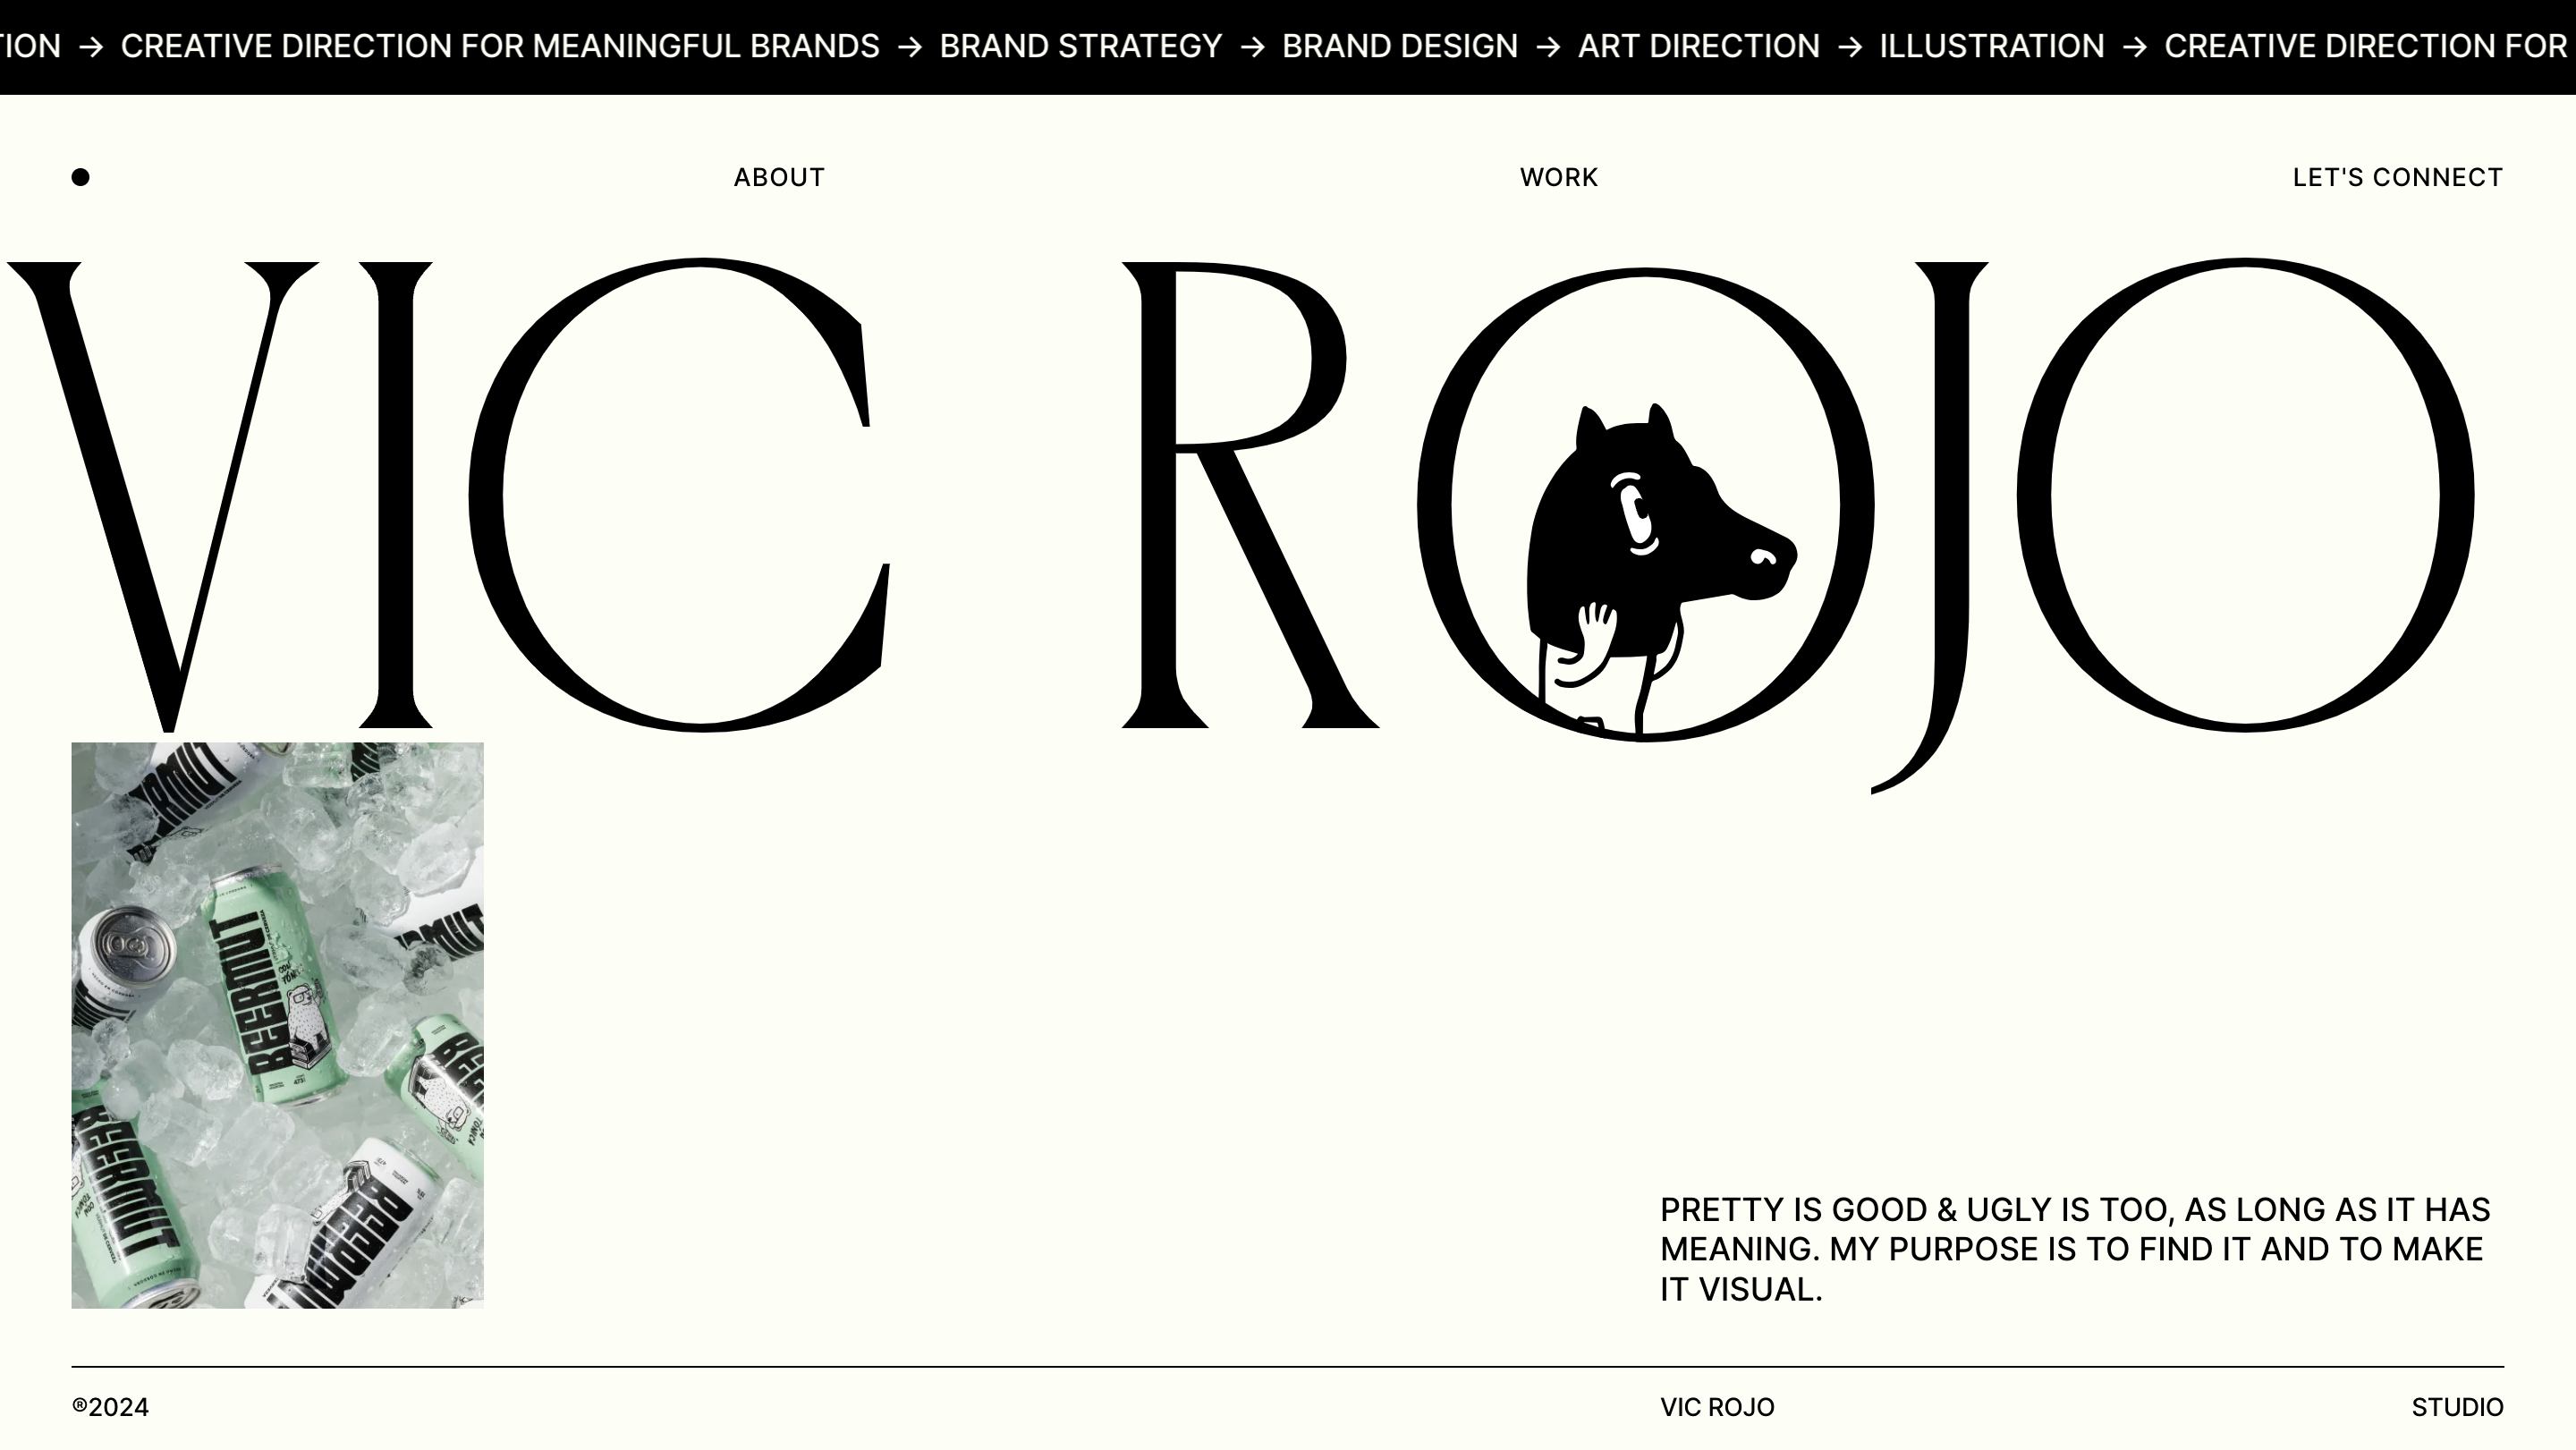 TION → CREATIVE DIRECTION FOR MEANINGFUL BRANDS → BRAND STRATEGY → BRAND DESIGN → ART DIRECTION → ILLUSTRATION → CREATIVE DIRECTION FOR
ABOUT
WORK
LET'S CONNECT
VIC ROJO
BEERMUT
PRETTY IS GOOD & UGLY IS TOO, AS LONG AS IT HAS
MEANING. MY PURPOSE IS TO FIND IT AND TO MAKE
IT VISUAL.
®2024
VIC ROJO
STUDIO